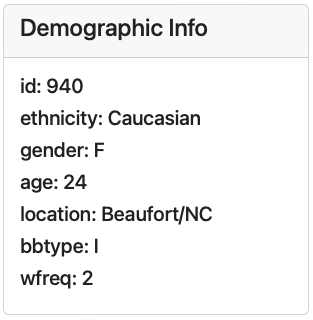 Demographic Info
id: 940
ethnicity: Caucasian
gender: F
age: 24
location: Beaufort/NC
bbtype: I
wfreq: 2